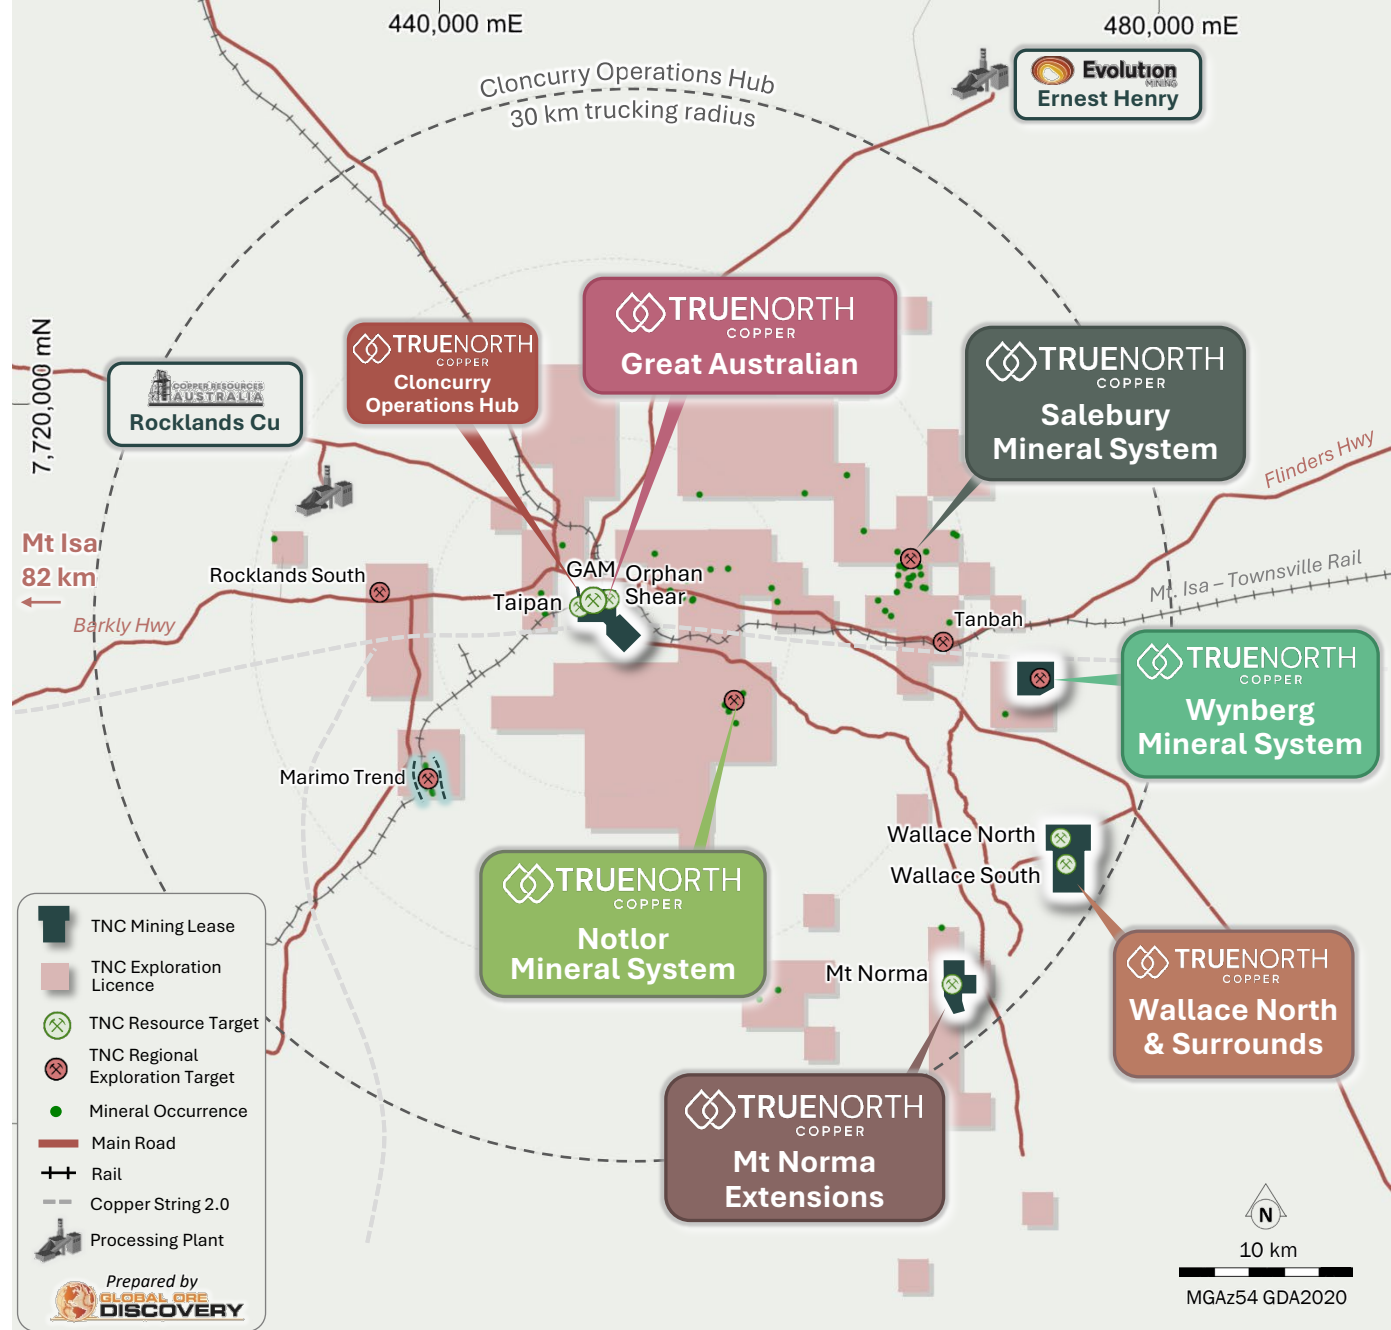 440,000 mE
480,000 mE
Cloncurry Operations Hub
30 km trucking radius
Evolution
MINING
Ernest Henry
7,720,000 mN
TRUENORTH
COPPER
Great Australian
TRUENORTH
COPPER
Cloncurry
Operations Hub
TRUENORTH
COPPER
Salebury
Mineral System
COPPER RESOURCES
AUSTRALIA
Rocklands Cu
Flinders Hwy
Mt Isa
82 km
Rocklands South
GAM
Orphan
Shear
Taipan
Mt. Isa – Townsville Rail
Barkly Hwy
Tanbah
TRUENORTH
COPPER
Wynberg
Mineral System
Marimo Trend
Wallace North
Wallace South
TRUENORTH
COPPER
Notlor
Mineral System
Mt Norma
TRUENORTH
COPPER
Wallace North
& Surrounds
TRUENORTH
COPPER
Mt Norma
Extensions
TNC Mining Lease
TNC Exploration
Licence
TNC Resource Target
TNC Regional
Exploration Target
Mineral Occurrence
Main Road
Rail
Copper String 2.0
Processing Plant
Prepared by
GLOBAL ORE
DISCOVERY
N
10 km
MGAz54 GDA2020